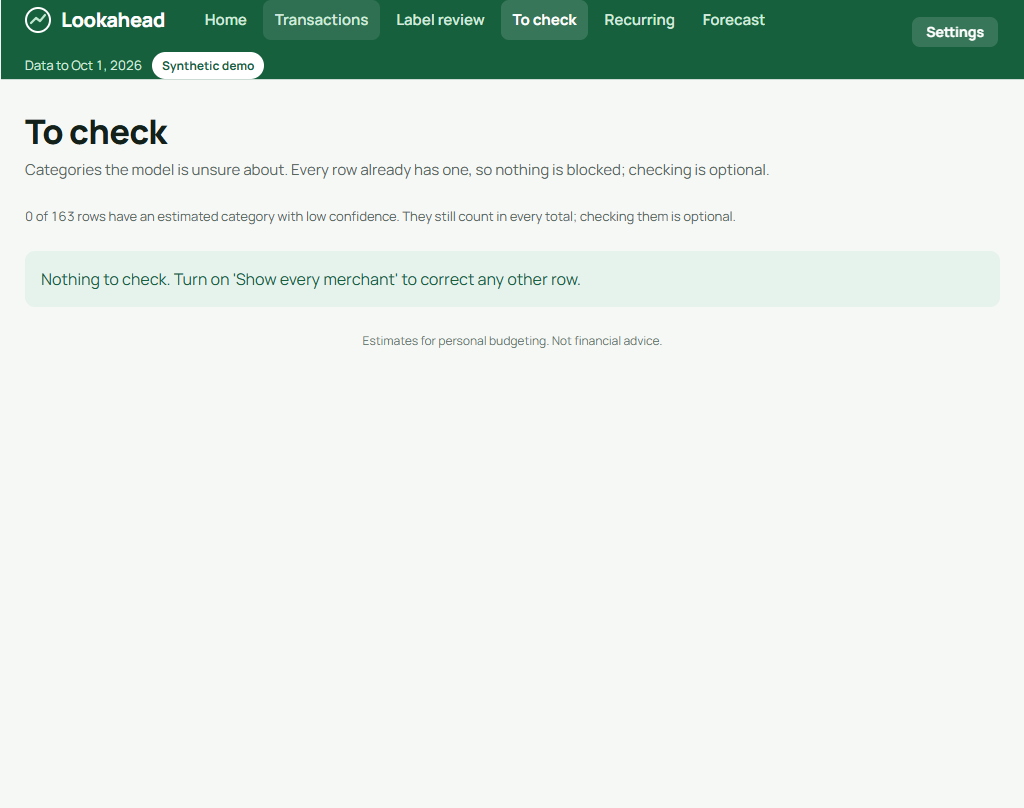 Lookahead
Home
Transactions
Label review
To check
Recurring
Forecast
Settings
Data to Oct 1, 2026
Synthetic demo
To check
Categories the model is unsure about. Every row already has one, so nothing is blocked; checking is optional.
0 of 163 rows have an estimated category with low confidence. They still count in every total; checking them is optional.
Nothing to check. Turn on 'Show every merchant' to correct any other row.
Estimates for personal budgeting. Not financial advice.